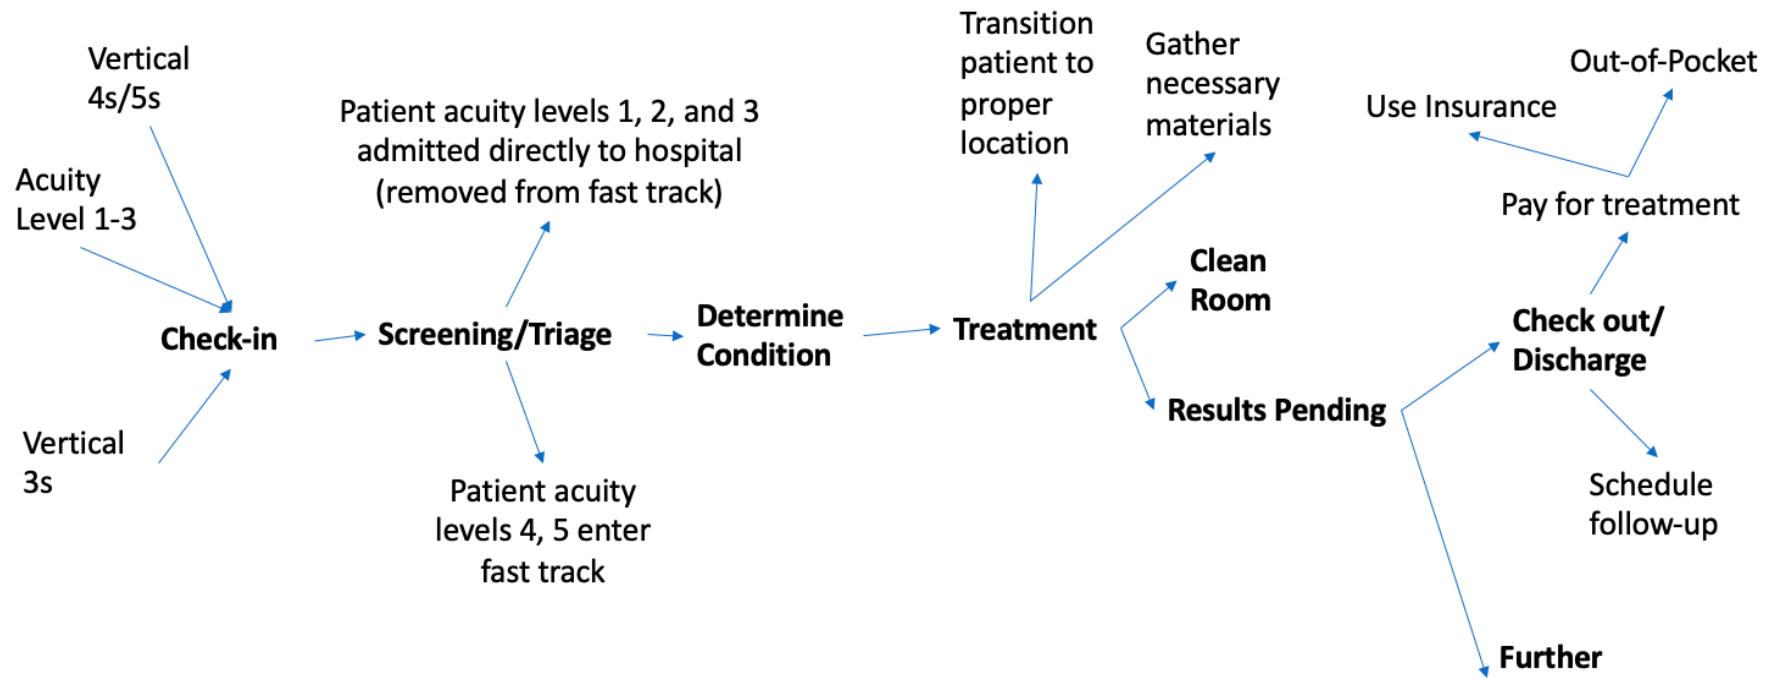 Vertical
4s/5s
Acuity
Level 1-3
Check-in
Vertical
3s
Patient acuity levels 1, 2, and 3
admitted directly to hospital
(removed from fast track)
Screening/Triage
Patient acuity
levels 4, 5 enter
fast track
Determine
Condition
Transition
patient to
proper
location
Gather
necessary
materials
Treatment
Clean
Room
Results Pending
Out-of-Pocket
Use Insurance
Pay for treatment
Check out/
Discharge
Schedule
follow-up
Further